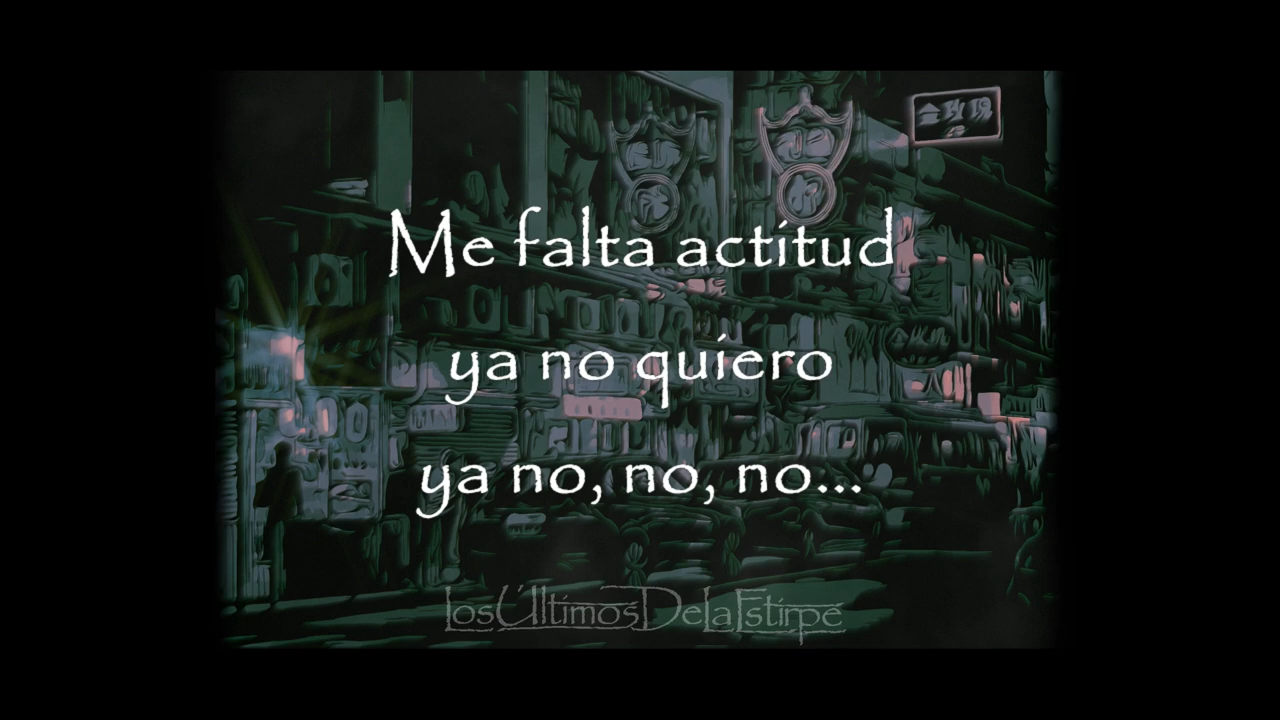 Me falta actitud
ya no quiero
ya no, no, no...
LosÚltimosDeLaEstirpe